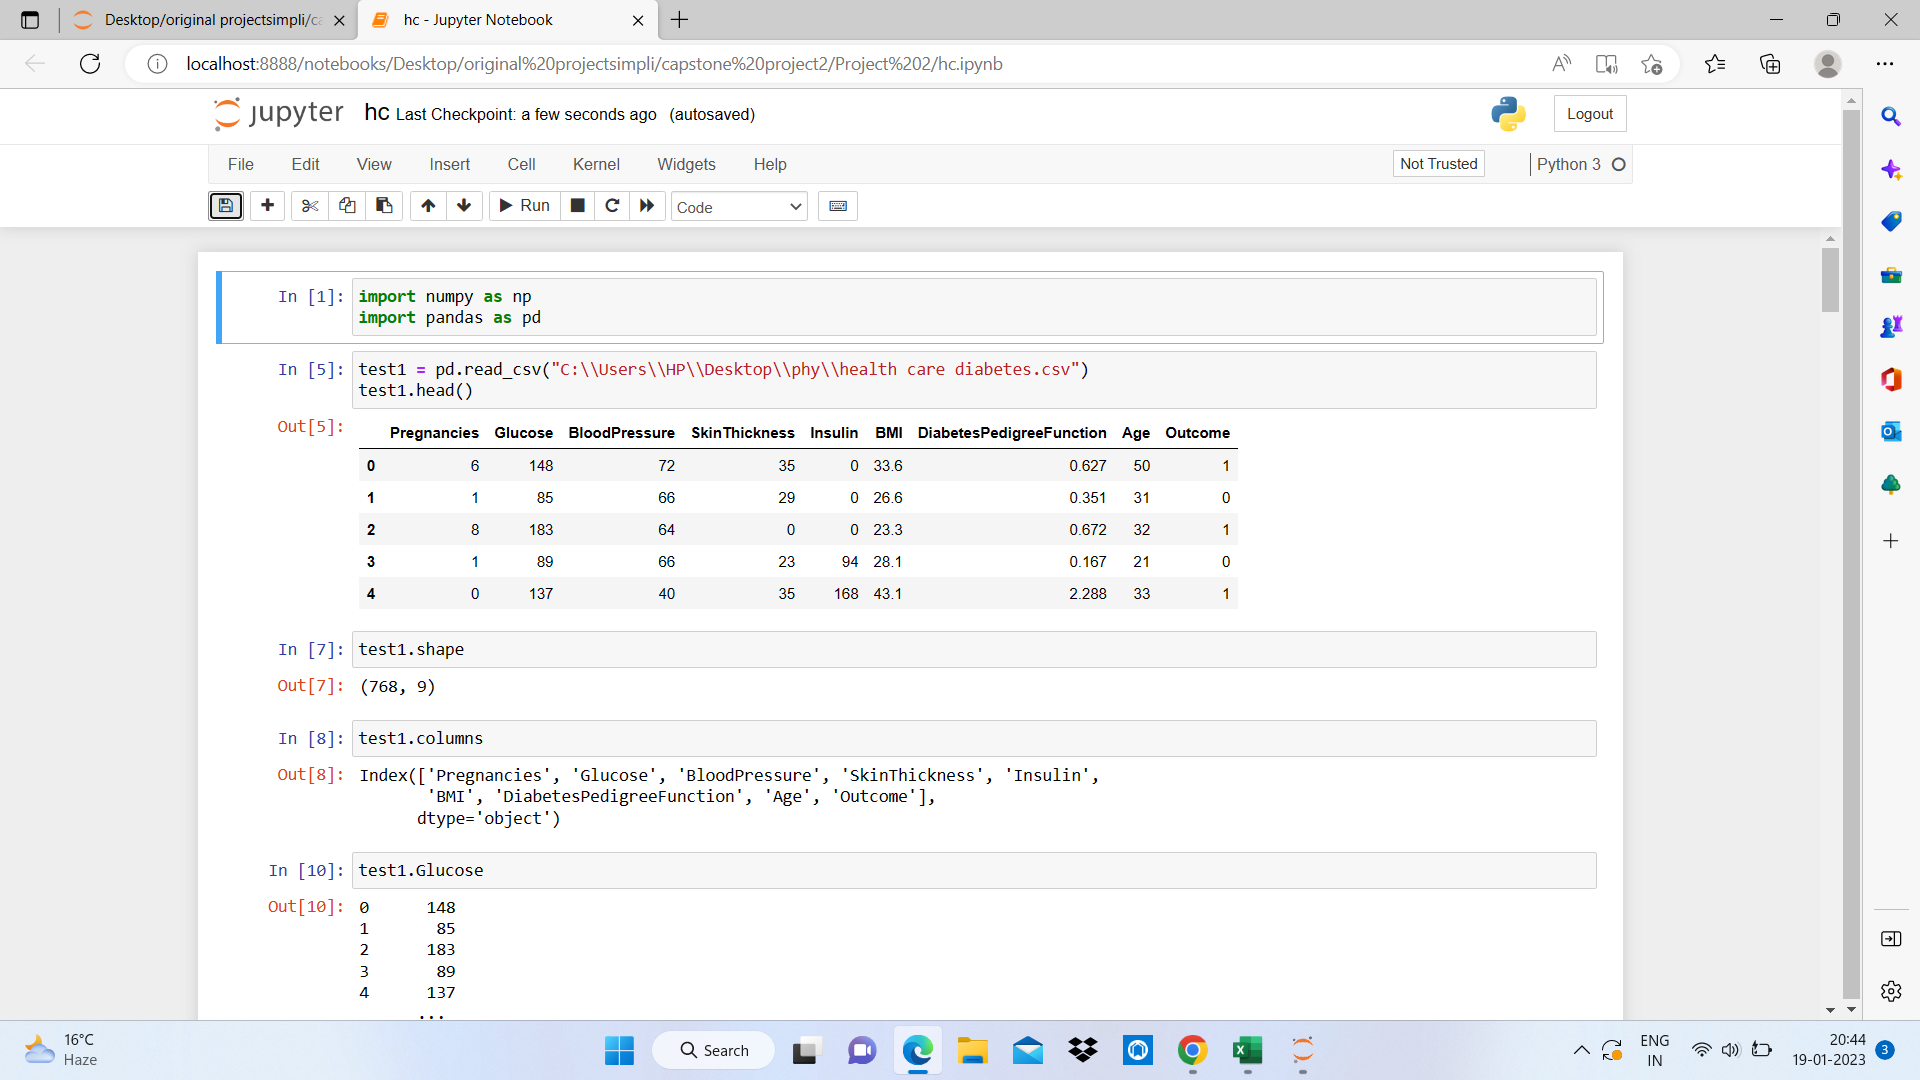 Desktop/original projectsimpli/ca
hc - Jupyter Notebook
localhost:8888/notebooks/Desktop/original%20projectsimpli/capstone%20project2/Project%202/hc.ipynb
jupyter hc Last Checkpoint: a few seconds ago (autosaved)
Logout
File Edit View Insert Cell Kernel Widgets Help
Not Trusted
Python 3
Run
Code
In [1]: import numpy as np
import pandas as pd
In [5]: test1 = pd.read_csv("C:\\Users\\HP\\Desktop\\phy\\health care diabetes.csv")
test1.head()
Out[5]:
Pregnancies Glucose BloodPressure SkinThickness Insulin BMI DiabetesPedigreeFunction Age Outcome
0 6 148 72 35 0 33.6 0.627 50 1
1 1 85 66 29 0 26.6 0.351 31 0
2 8 183 64 0 0 23.3 0.672 32 1
3 1 89 66 23 94 28.1 0.167 21 0
4 0 137 40 35 168 43.1 2.288 33 1
In [7]: test1.shape
Out[7]: (768, 9)
In [8]: test1.columns
Out[8]: Index(['Pregnancies', 'Glucose', 'BloodPressure', 'SkinThickness', 'Insulin',
'BMI', 'DiabetesPedigreeFunction', 'Age', 'Outcome'],
dtype='object')
In [10]: test1.Glucose
Out[10]: 0 148
1 85
2 183
3 89
4 137
...
16°C
Haze
Search
ENG
IN
20:44
19-01-2023
3